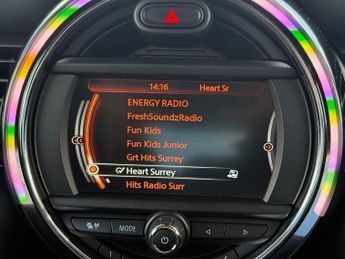 14:16 Heart Sr
ENERGY RADIO
FreshSoundzRadio
Fun Kids
Fun Kids Junior
Grt Hits Surrey
Heart Surrey
Hits Radio Surr
MODE